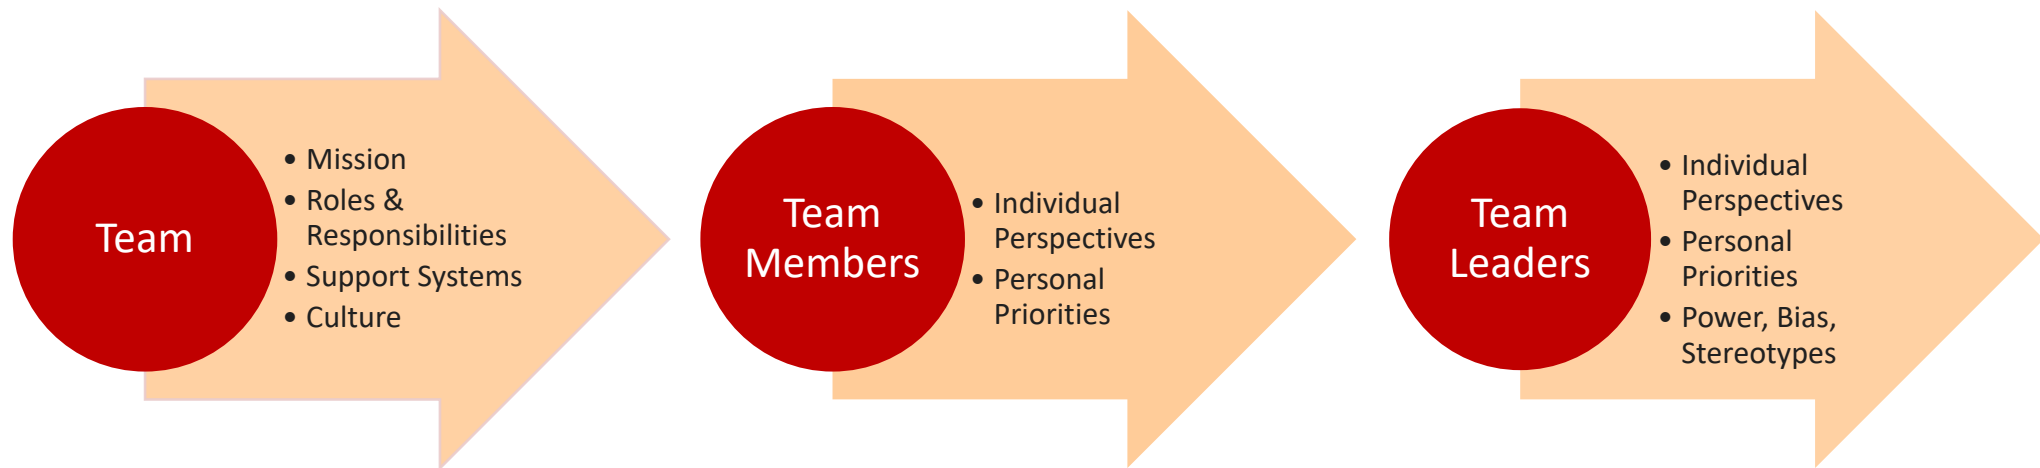 Team
• Mission
• Roles &
Responsibilities
• Support Systems
• Culture
Team
Members
• Individual
Perspectives
• Personal
Priorities
Team
Leaders
• Individual
Perspectives
• Personal
Priorities
• Power, Bias,
Stereotypes